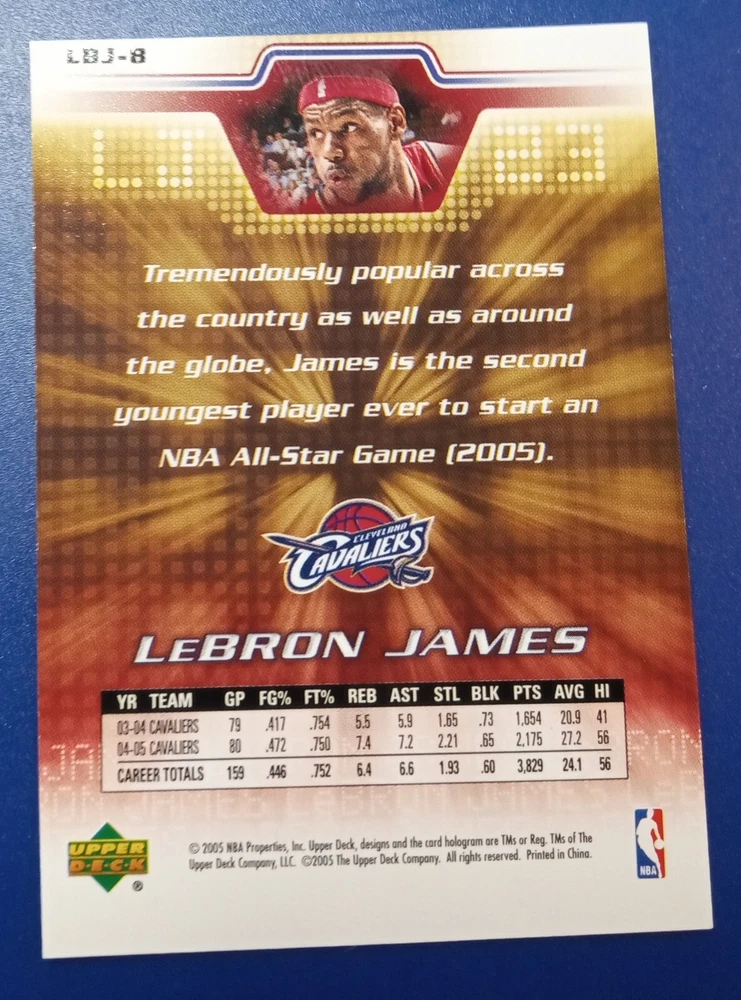 LBJ-8
LJ 23
Tremendously popular across
the country as well as around
the globe, James is the second
youngest player ever to start an
NBA All-Star Game (2005).
CLEVELAND
CAVALIERS
LEBRON JAMES
YR TEAM GP FG% FT% REB AST STL BLK PTS AVG HI
03-04 CAVALIERS 79 .417 .754 5.5 5.9 1.65 .73 1,654 20.9 41
04-05 CAVALIERS 80 .472 .750 7.4 7.2 2.21 .65 2,175 27.2 56
CAREER TOTALS 159 .446 .752 6.4 6.6 1.93 .60 3,829 24.1 56
UPPER
DECK
®
© 2005 NBA Properties, Inc. Upper Deck, designs and the card hologram are TMs or Reg. TMs of The
Upper Deck Company, LLC. ©2005 The Upper Deck Company. All rights reserved. Printed in China.
NBA